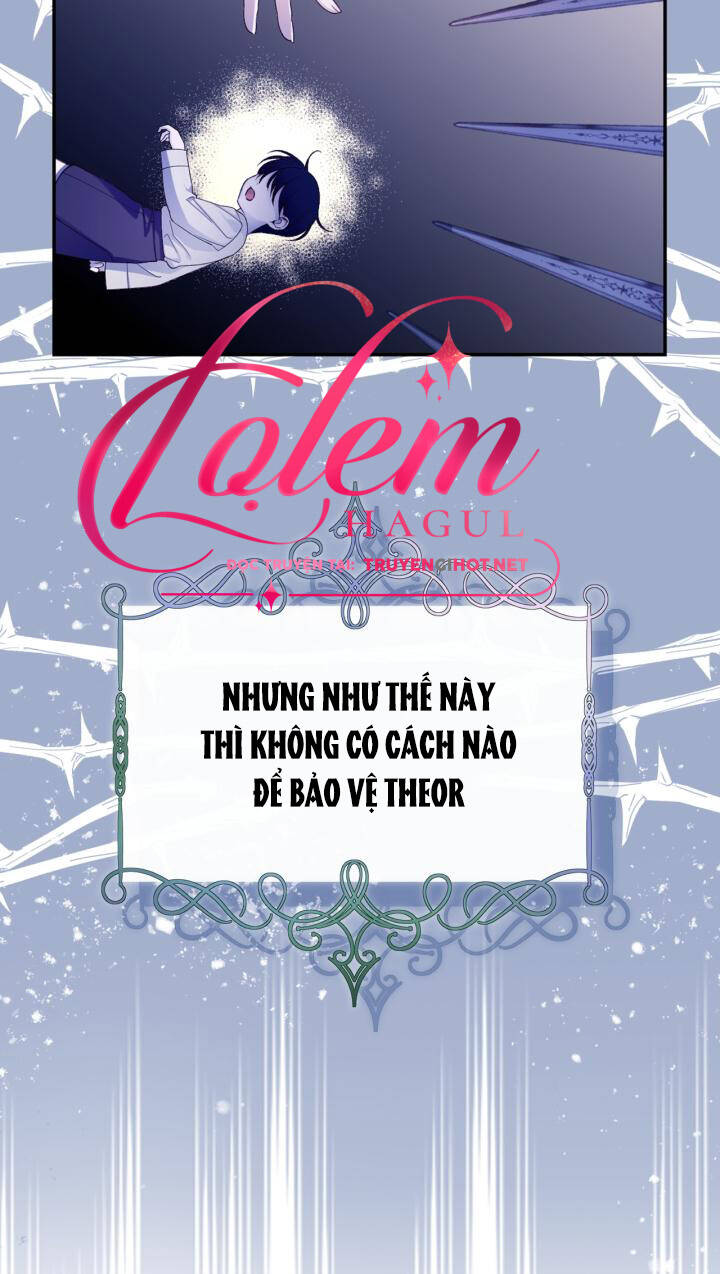 Lọlem
HAGUL
ĐỌC TRUYỆN TẠI: TRUYENGIHOT.NET
NHƯNG NHƯ THẾ NÀY
THÌ KHÔNG CÓ CÁCH NÀO
ĐỂ BẢO VỆ THEOR